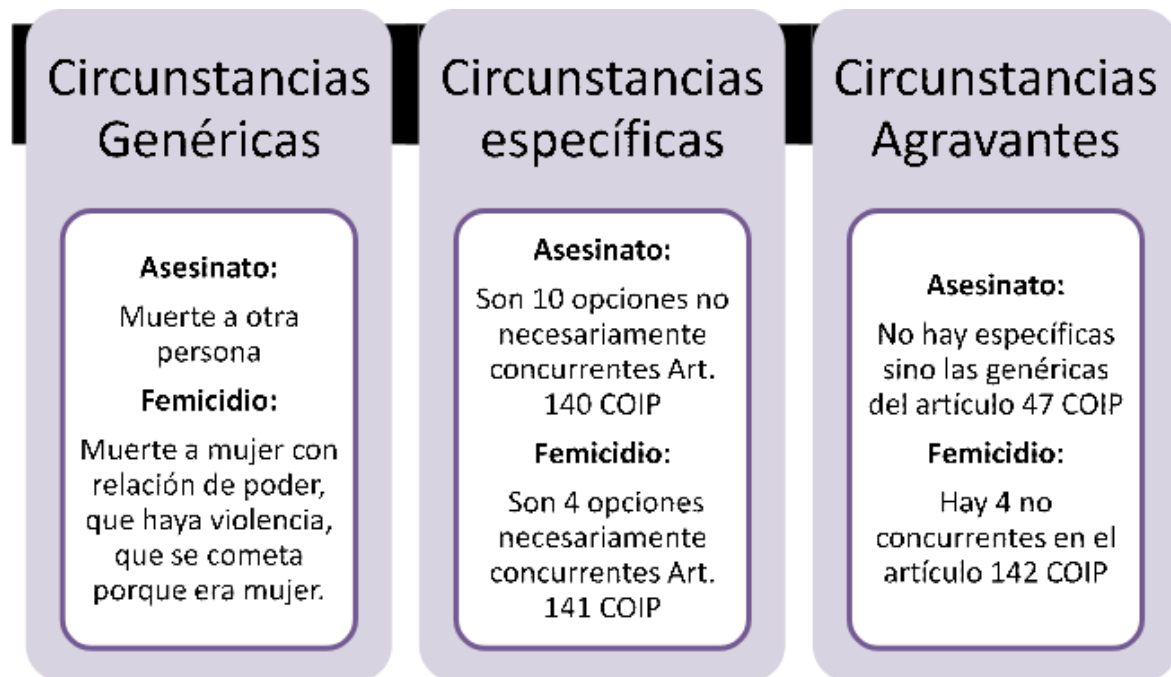 Circunstancias
Genéricas
Asesinato:
Muerte a otra
persona
Femicidio:
Muerte a mujer con
relación de poder,
que haya violencia,
que se cometa
porque era mujer.
Circunstancias
específicas
Asesinato:
Son 10 opciones no
necesariamente
concurrentes Art.
140 COIP
Femicidio:
Son 4 opciones
necesariamente
concurrentes Art.
141 COIP
Circunstancias
Agravantes
Asesinato:
No hay específicas
sino las genéricas
del artículo 47 COIP
Femicidio:
Hay 4 no
concurrentes en el
artículo 142 COIP